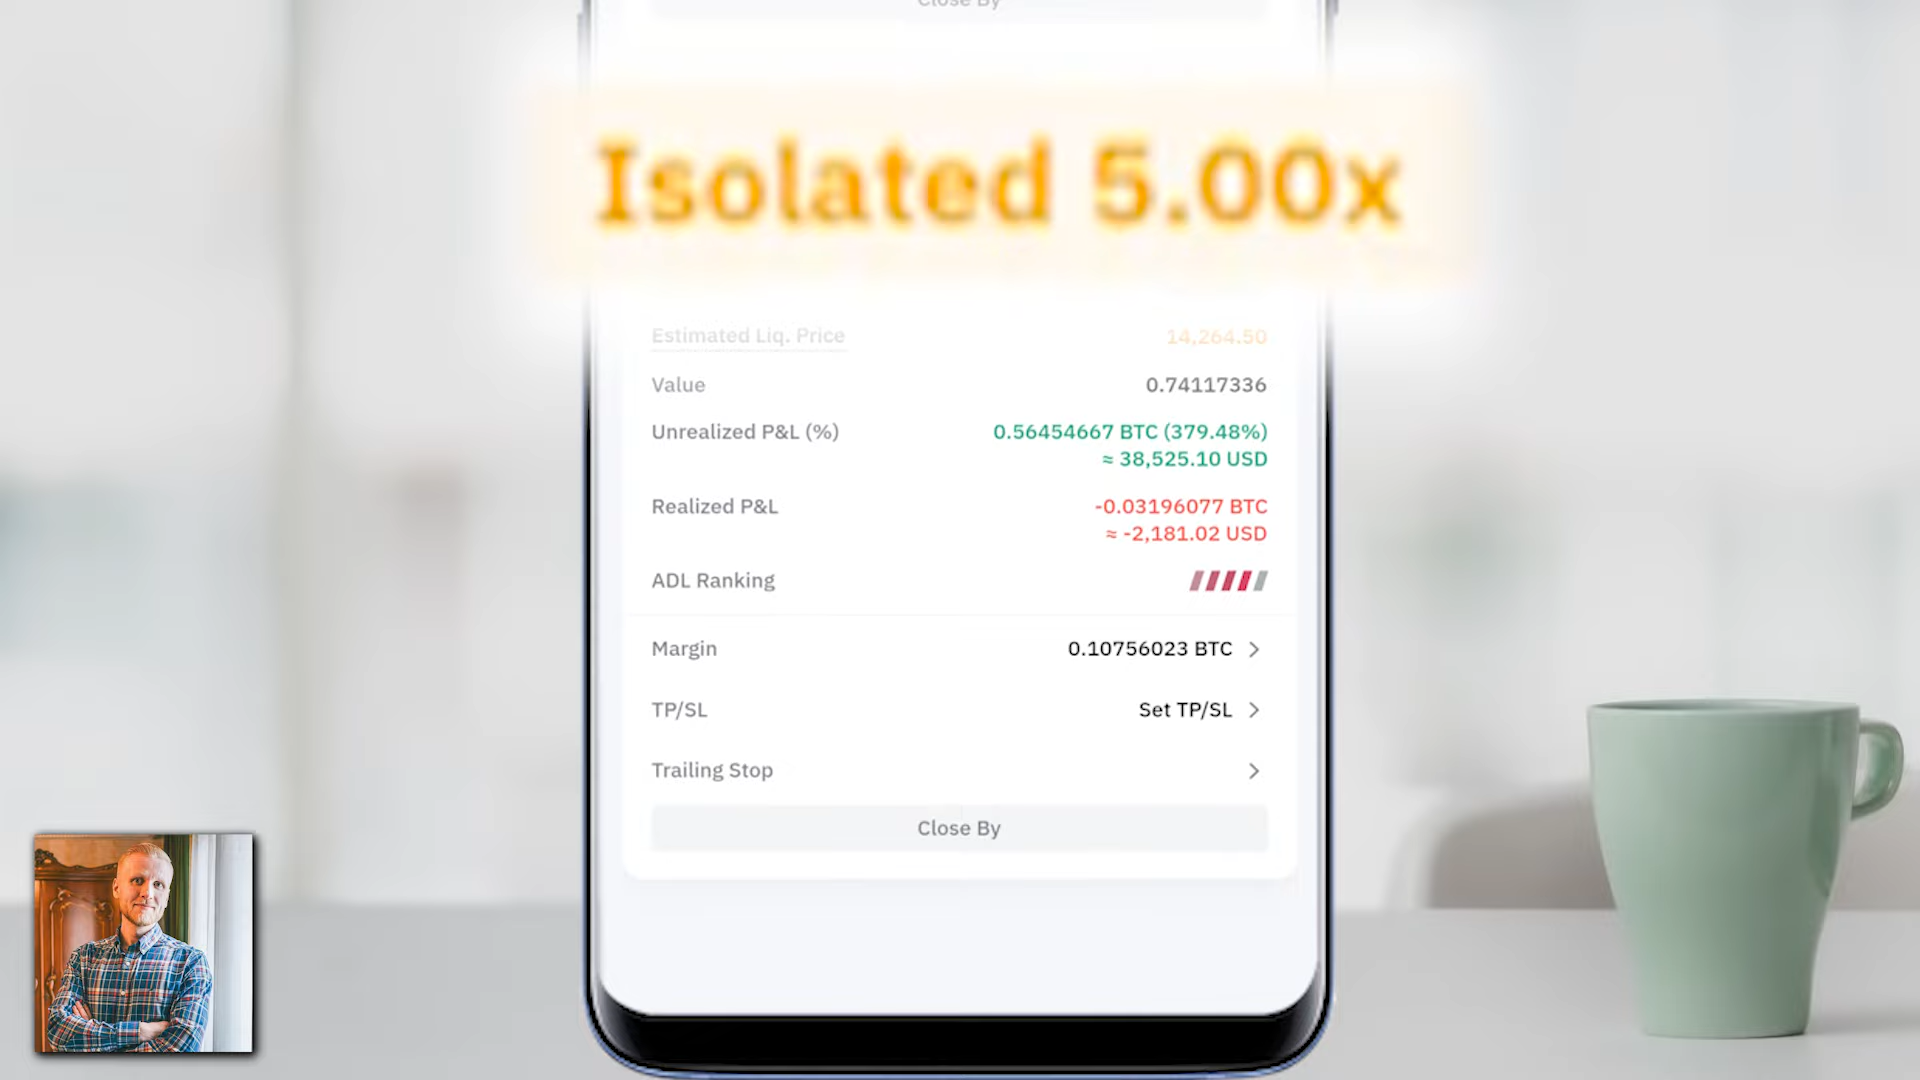 Close By
Isolated 5.00x
Estimated Liq. Price 14,264.50
Value 0.74117336
Unrealized P&L (%) 0.56454667 BTC (379.48%)
≈ 38,525.10 USD
Realized P&L -0.03196077 BTC
≈ -2,181.02 USD
ADL Ranking
Margin 0.10756023 BTC
TP/SL Set TP/SL
Trailing Stop
Close By